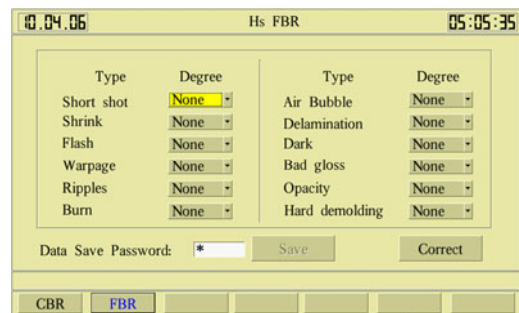 10.04.06 Hs FBR 05:05:35
Type Degree Type Degree
Short shot None Air Bubble None
Shrink None Delamination None
Flash None Dark None
Warpage None Bad gloss None
Ripples None Opacity None
Burn None Hard demolding None
Data Save Password: * Save Correct
CBR FBR